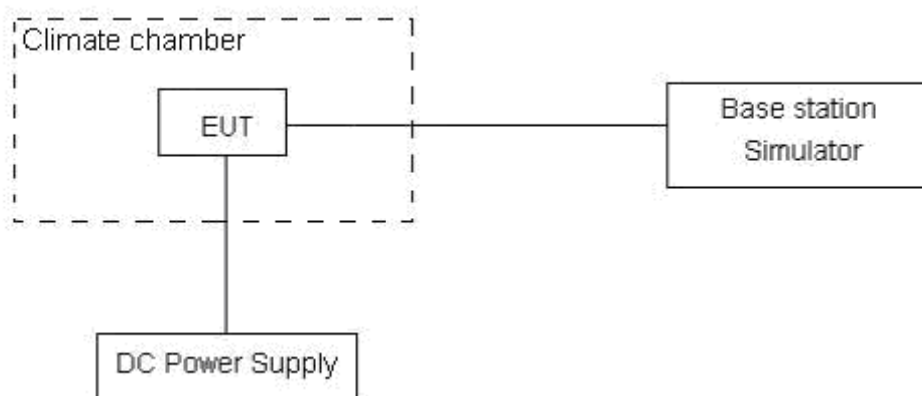 Climate chamber
EUT
Base station
Simulator
DC Power Supply